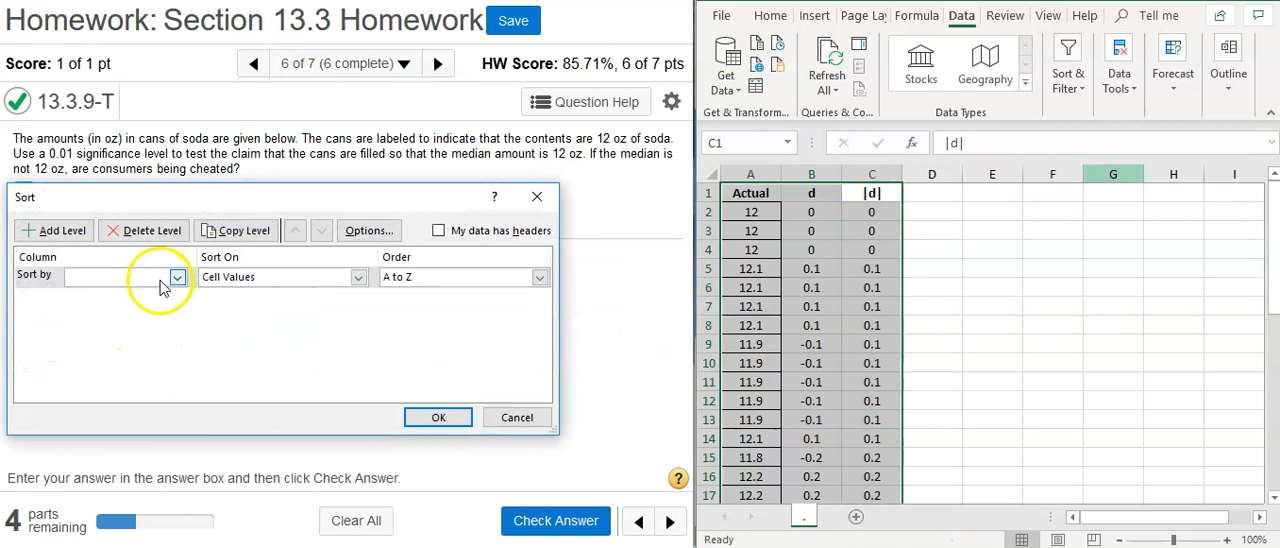 Homework: Section 13.3 Homework
Save
Score: 1 of 1 pt
6 of 7 (6 complete)
HW Score: 85.71%, 6 of 7 pts
13.3.9-T
Question Help
The amounts (in oz) in cans of soda are given below. The cans are labeled to indicate that the contents are 12 oz of soda.
Use a 0.01 significance level to test the claim that the cans are filled so that the median amount is 12 oz. If the median is
not 12 oz, are consumers being cheated?
Sort
?
Add Level
Delete Level
Copy Level
Options...
My data has headers
Column
Sort On
Order
Sort by
Cell Values
A to Z
OK
Cancel
Enter your answer in the answer box and then click Check Answer.
?
4 parts remaining
Clear All
Check Answer
File Home Insert Page Lay Formula Data Review View Help Tell me
Get Data
Refresh All
Stocks
Geography
Sort & Filter
Data Tools
Forecast
Outline
Get & Transform... Queries & Co... Data Types
C1
fx
|d|
A B C D E F G H I
1 Actual d |d|
2 12 0 0
3 12 0 0
4 12 0 0
5 12.1 0.1 0.1
6 12.1 0.1 0.1
7 12.1 0.1 0.1
8 12.1 0.1 0.1
9 11.9 -0.1 0.1
10 11.9 -0.1 0.1
11 11.9 -0.1 0.1
12 11.9 -0.1 0.1
13 11.9 -0.1 0.1
14 12.1 0.1 0.1
15 11.8 -0.2 0.2
16 12.2 0.2 0.2
17 12.2 0.2 0.2
.
100%